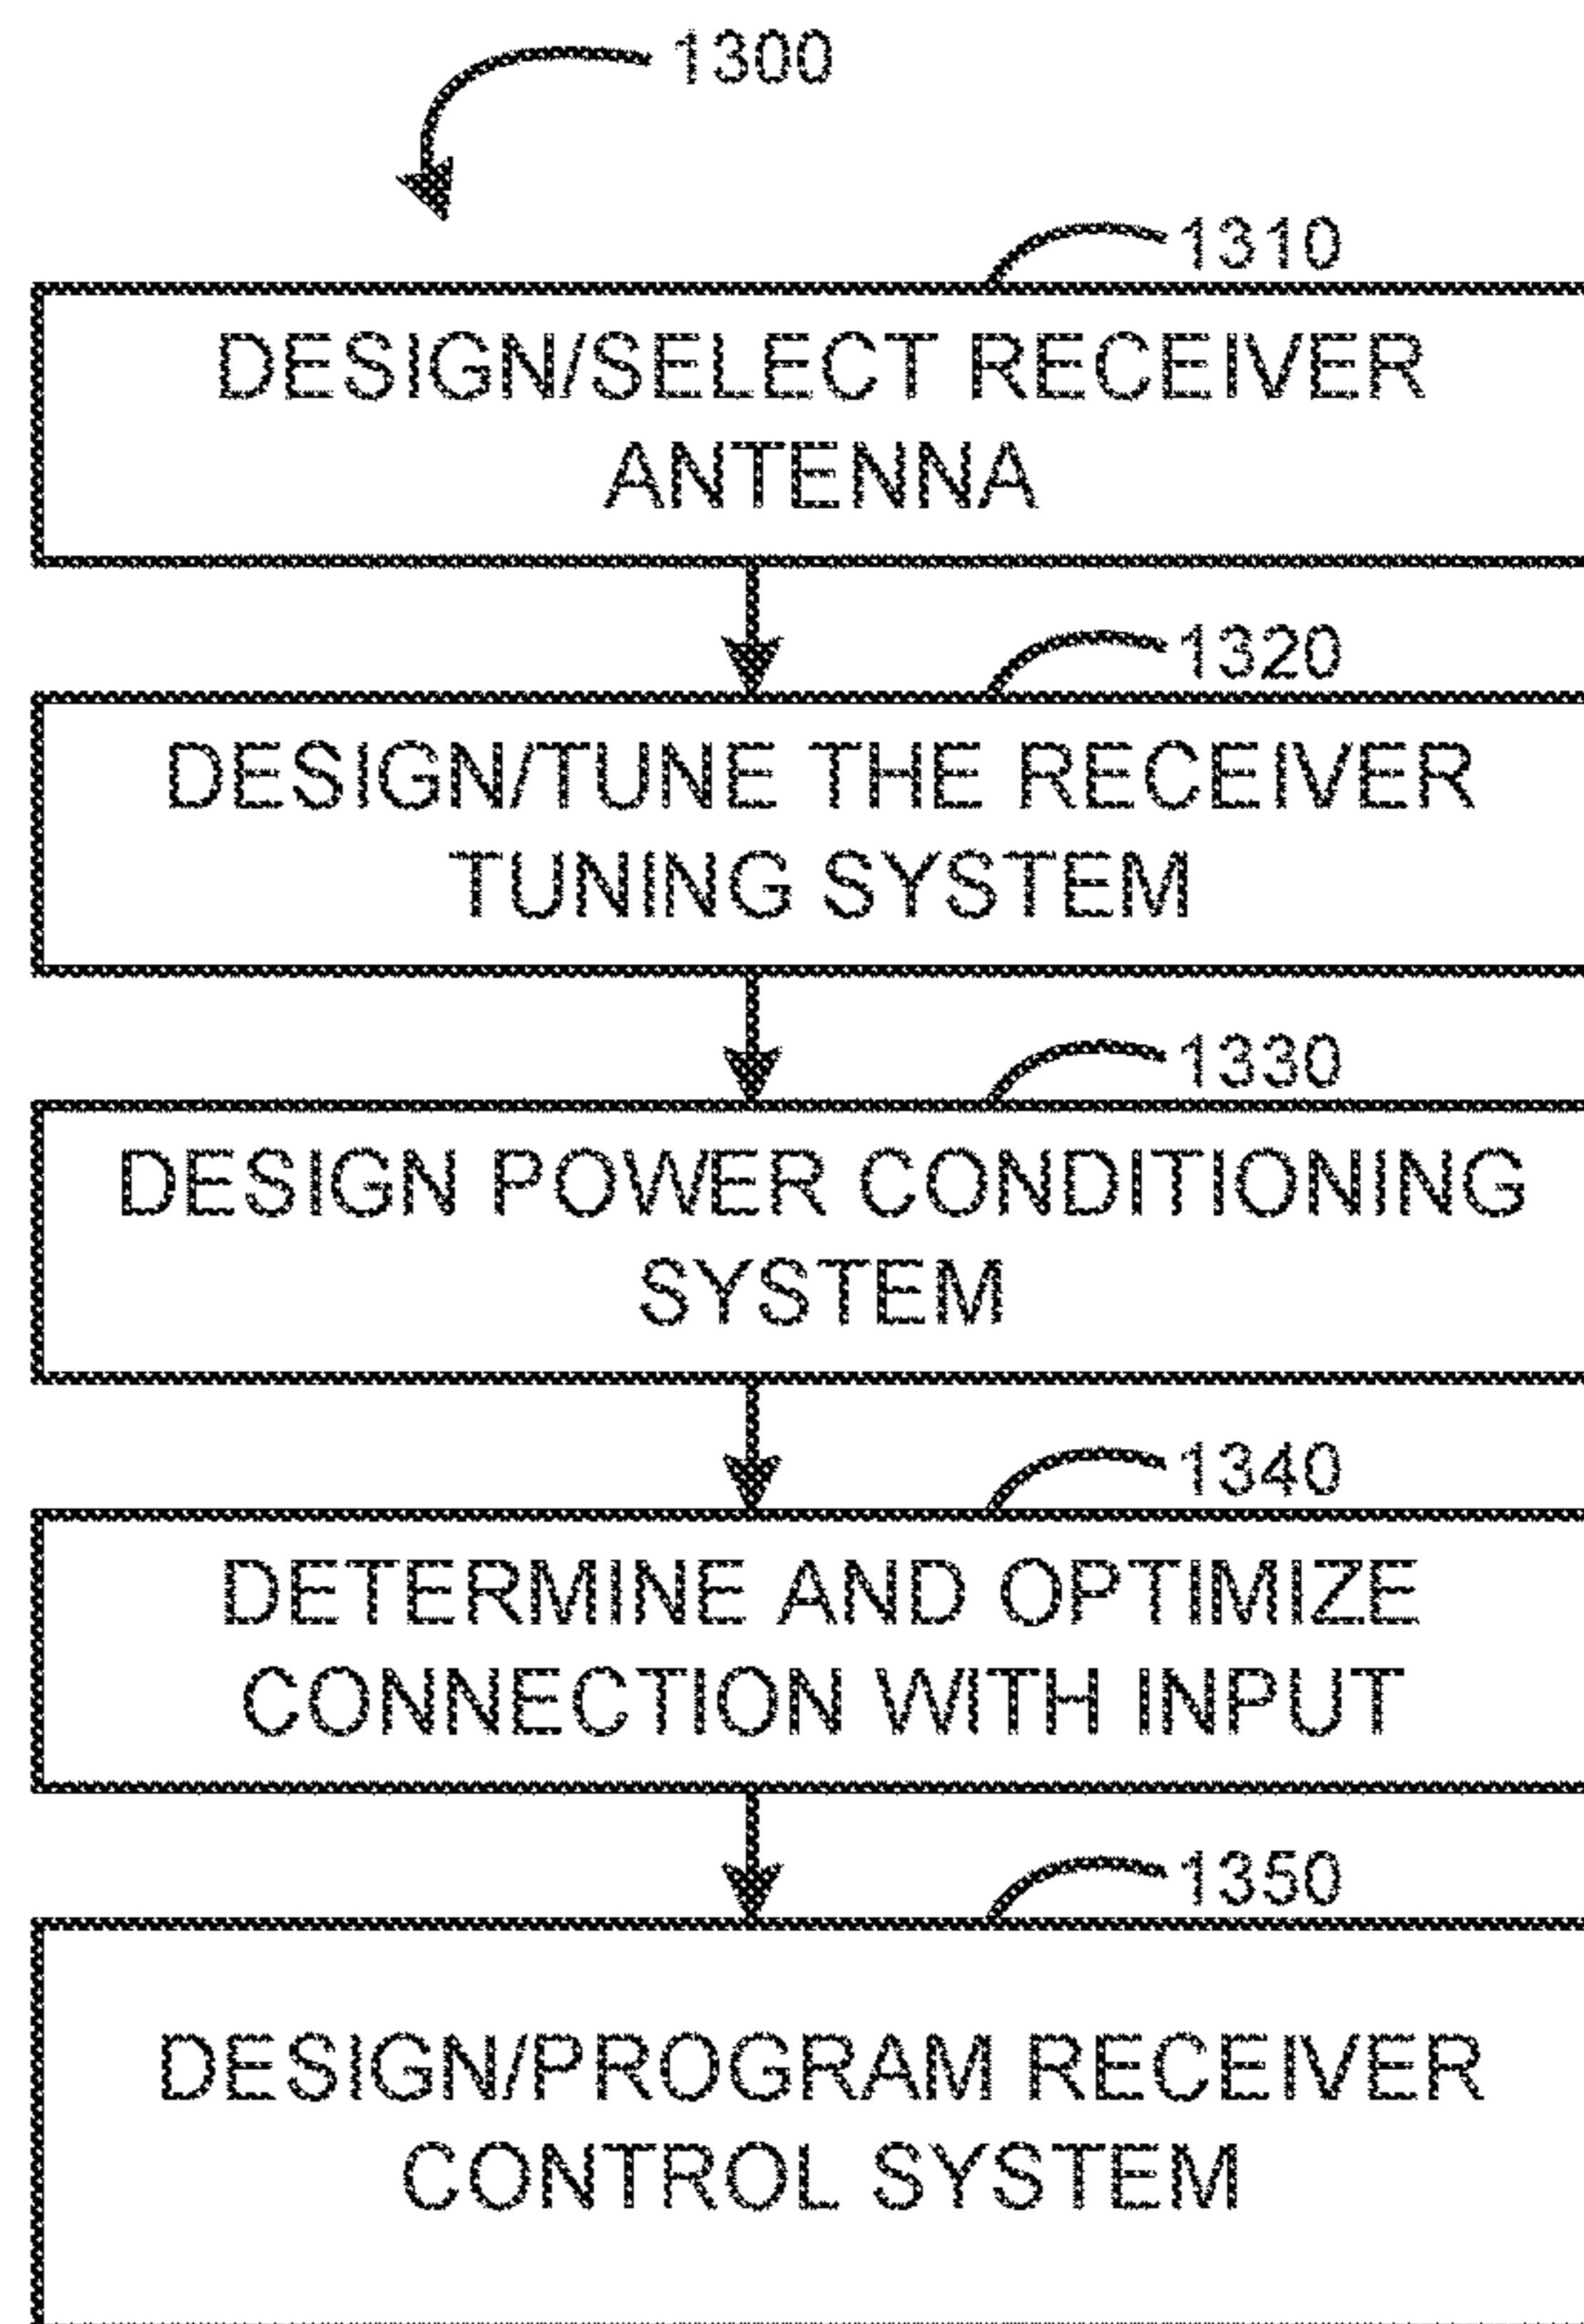 1300
1310
DESIGN/SELECT RECEIVER
ANTENNA
1320
DESIGN/TUNE THE RECEIVER
TUNING SYSTEM
1330
DESIGN POWER CONDITIONING
SYSTEM
1340
DETERMINE AND OPTIMIZE
CONNECTION WITH INPUT
1350
DESIGN/PROGRAM RECEIVER
CONTROL SYSTEM